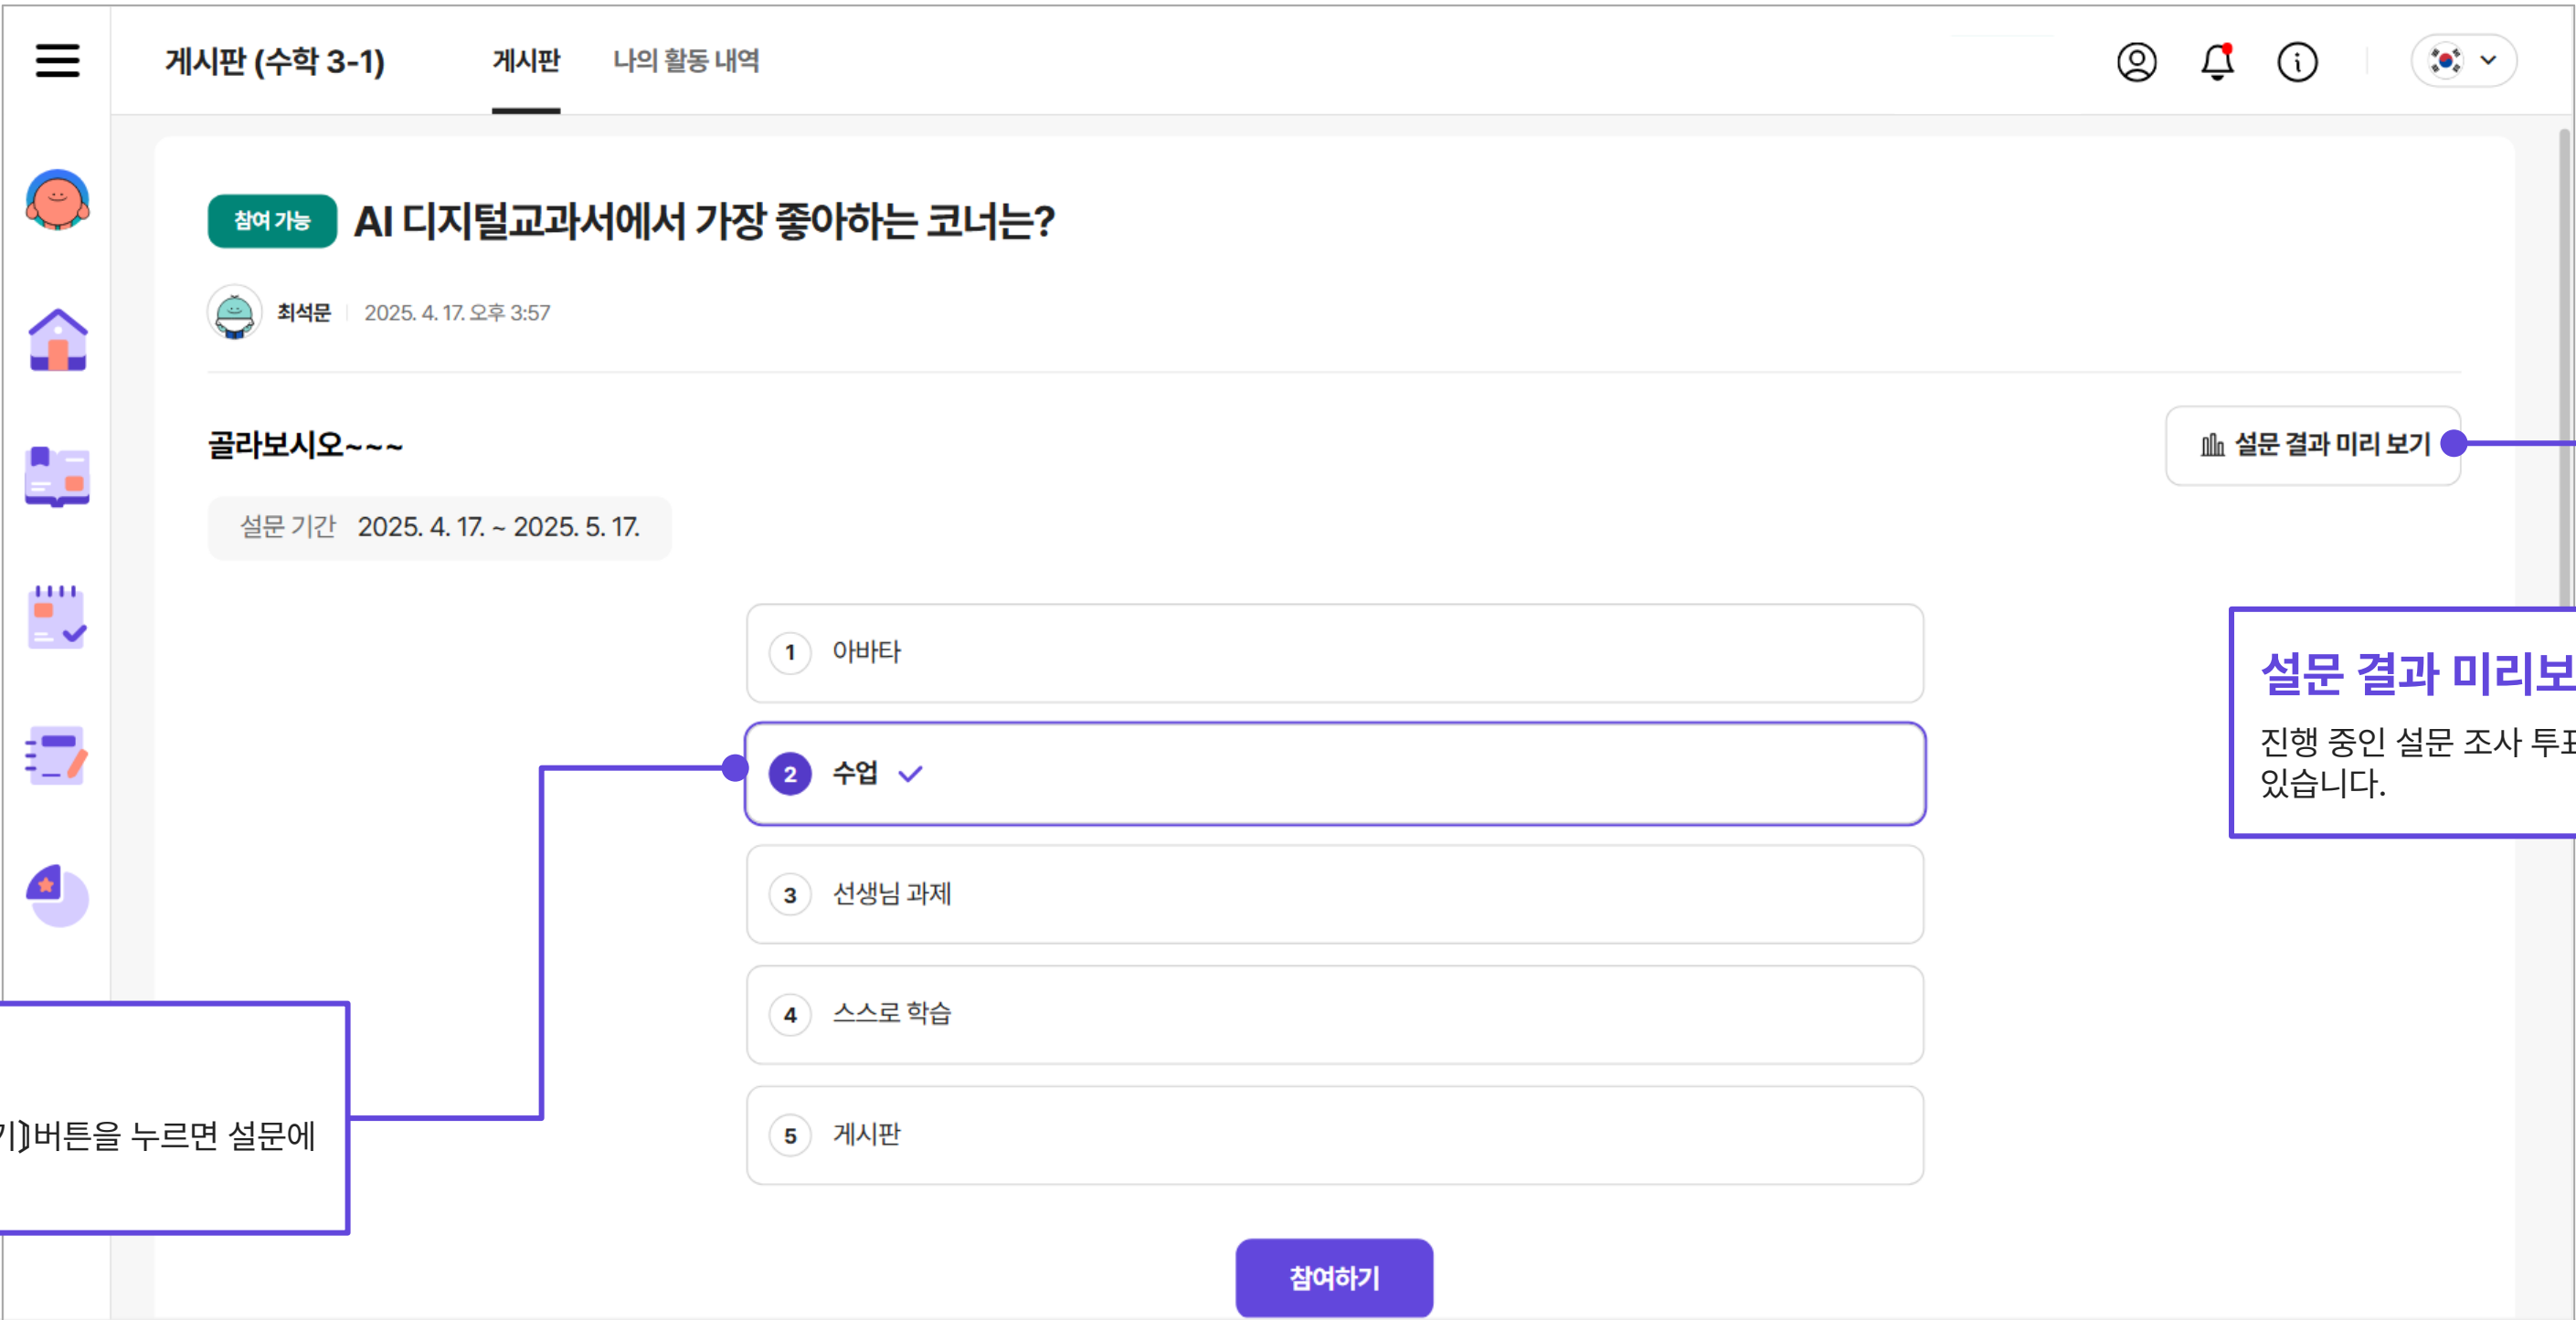 게시판 (수학 3-1) 게시판 나의 활동 내역
참여 가능 AI 디지털교과서에서 가장 좋아하는 코너는?
최석문 2025. 4. 17. 오후 3:57
골라보시오~~~
설문 결과 미리 보기
설문 기간 2025. 4. 17. ~ 2025. 5. 17.
1 아바타
2 수업
3 선생님 과제
4 스스로 학습
5 게시판
참여하기
설문 결과 미리보
진행 중인 설문 조사 투표
있습니다.
기]버튼을 누르면 설문에